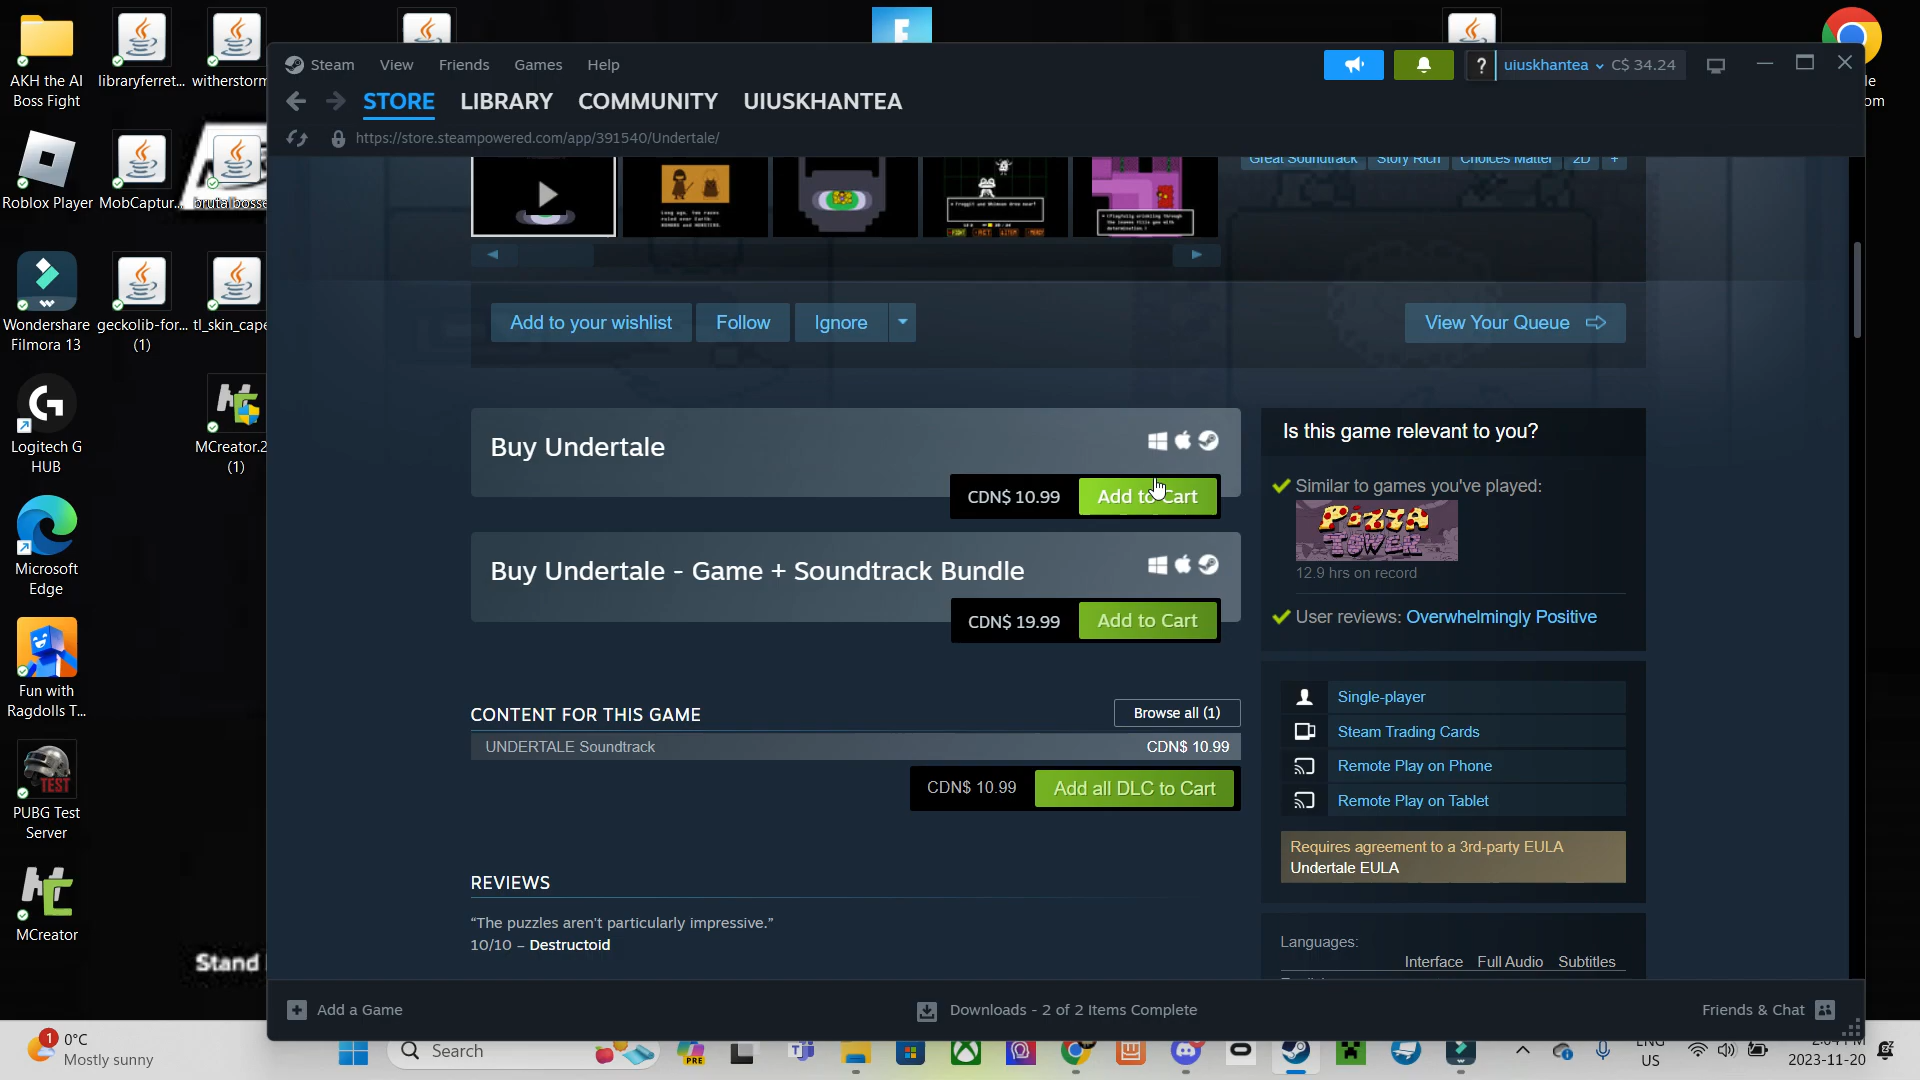 AKH the AI
Boss Fight
libraryferret...
witherstorm
Roblox Player
MobCaptur...
brutalbosse
Wondershare
Filmora 13
geckolib-for...
(1)
tl_skin_cape
Logitech G
HUB
MCreator.2
(1)
Microsoft
Edge
Fun with
Ragdolls T...
PUBG Test
Server
MCreator
Stand
Steam View Friends Games Help
uiuskhantea C$ 34.24
STORE LIBRARY COMMUNITY UIUSKHANTEA
https://store.steampowered.com/app/391540/Undertale/
Great Soundtrack Story Rich Choices Matter 2D +
Add to your wishlist Follow Ignore View Your Queue
Buy Undertale
CDN$ 10.99 Add to Cart
Buy Undertale - Game + Soundtrack Bundle
CDN$ 19.99 Add to Cart
CONTENT FOR THIS GAME Browse all (1)
UNDERTALE Soundtrack CDN$ 10.99
CDN$ 10.99 Add all DLC to Cart
REVIEWS
“The puzzles aren't particularly impressive.”
10/10 – Destructoid
Is this game relevant to you?
Similar to games you've played:
PIZZA
TOWER
12.9 hrs on record
User reviews: Overwhelmingly Positive
Single-player
Steam Trading Cards
Remote Play on Phone
Remote Play on Tablet
Requires agreement to a 3rd-party EULA
Undertale EULA
Languages:
Interface Full Audio Subtitles
Add a Game Downloads - 2 of 2 Items Complete Friends & Chat
1
0°C
Mostly sunny
Search
PRE
ENG
US
2:04 PM
2023-11-20